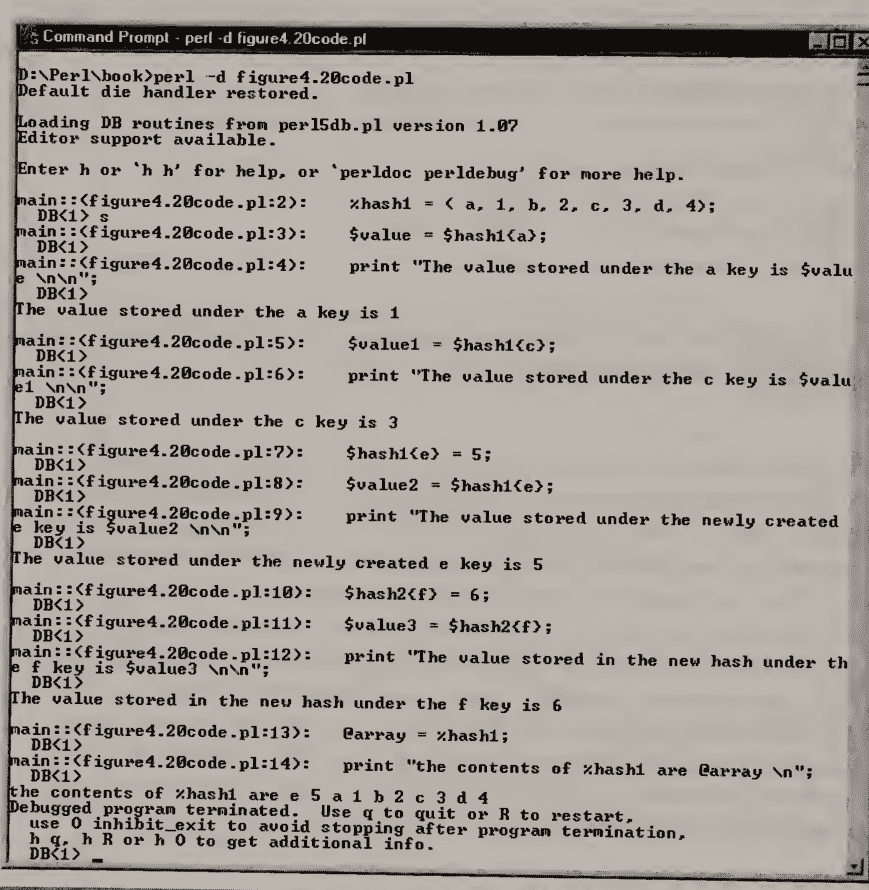 Command Prompt - perl -d figure4.20code.pl
D:\Perl\book>perl -d figure4.20code.pl
Default die handler restored.
Loading DB routines from perl5db.pl version 1.07
Editor support available.
Enter h or `h h' for help, or `perldoc perldebug' for more help.
main::(figure4.20code.pl:2):    %hash1 = ( a, 1, b, 2, c, 3, d, 4);
  DB<1> s
main::(figure4.20code.pl:3):    $value = $hash1{a};
  DB<1>
main::(figure4.20code.pl:4):    print "The value stored under the a key is $valu
e \n\n";
  DB<1>
The value stored under the a key is 1
main::(figure4.20code.pl:5):    $value1 = $hash1{c};
  DB<1>
main::(figure4.20code.pl:6):    print "The value stored under the c key is $valu
e1 \n\n";
  DB<1>
The value stored under the c key is 3
main::(figure4.20code.pl:7):    $hash1{e} = 5;
  DB<1>
main::(figure4.20code.pl:8):    $value2 = $hash1{e};
  DB<1>
main::(figure4.20code.pl:9):    print "The value stored under the newly created
e key is $value2 \n\n";
  DB<1>
The value stored under the newly created e key is 5
main::(figure4.20code.pl:10):   $hash2{f} = 6;
  DB<1>
main::(figure4.20code.pl:11):   $value3 = $hash2{f};
  DB<1>
main::(figure4.20code.pl:12):   print "The value stored in the new hash under th
e f key is $value3 \n\n";
  DB<1>
The value stored in the new hash under the f key is 6
main::(figure4.20code.pl:13):   @array = %hash1;
  DB<1>
main::(figure4.20code.pl:14):   print "the contents of %hash1 are @array \n";
  DB<1>
the contents of %hash1 are e 5 a 1 b 2 c 3 d 4
Debugged program terminated.  Use q to quit or R to restart,
  use O inhibit_exit to avoid stopping after program termination,
  h q, h R or h O to get additional info.
  DB<1> _